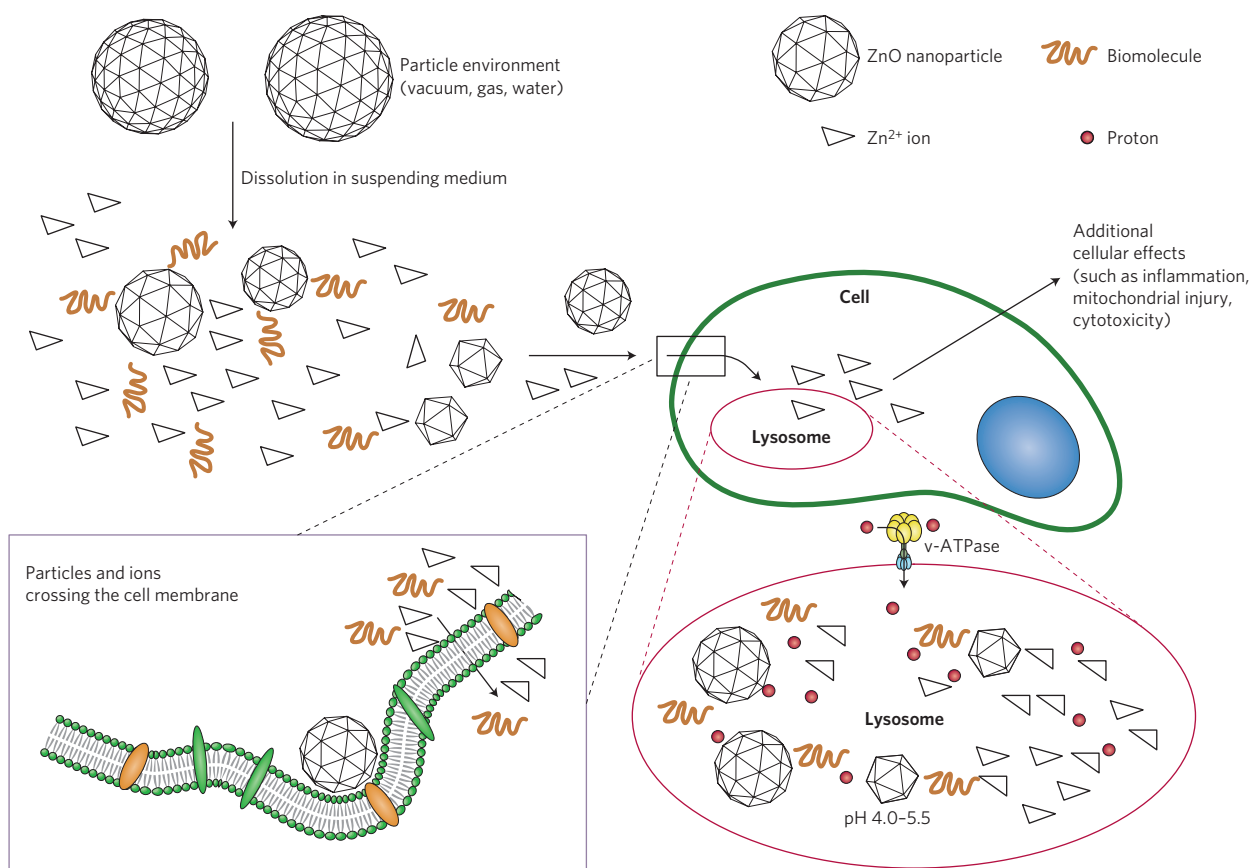 Particle environment
(vacuum, gas, water)
ZnO nanoparticle
Biomolecule
Zn²⁺ ion
Proton
Dissolution in suspending medium
Additional
cellular effects
(such as inflammation,
mitochondrial injury,
cytotoxicity)
Cell
Lysosome
v-ATPase
Particles and ions
crossing the cell membrane
Lysosome
pH 4.0–5.5